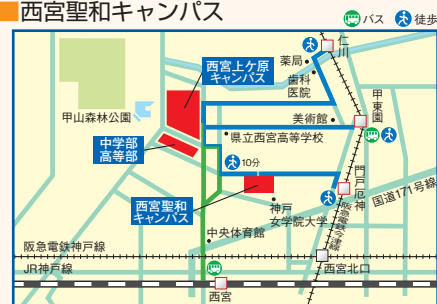 西宮聖和キャンパス
バス
徒歩
仁川
薬局
歯科
医院
西宮上ケ原
キャンパス
甲東園
甲山森林公園
美術館
県立西宮高等学校
中学部
高等部
10分
門戸厄神
国道171号線
西宮聖和
キャンパス
神戸
女学院大学
阪急電鉄今津線
中央体育館
阪急電鉄神戸線
西宮北口
JR神戸線
西宮